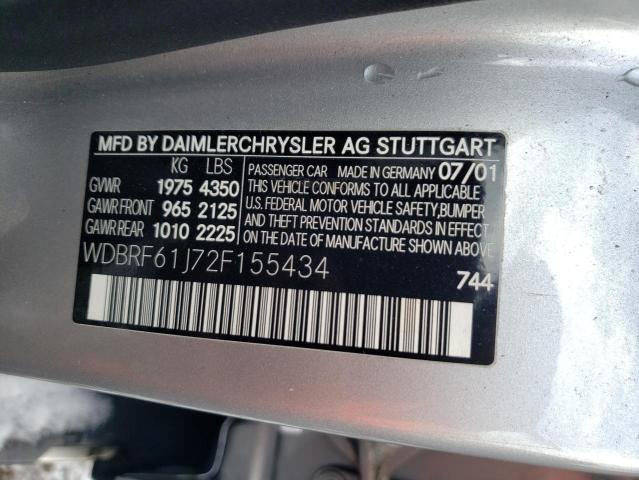 MFD BY DAIMLERCHRYSLER AG STUTTGART
KG LBS
GVWR 1975 4350
GAWR FRONT 965 2125
GAWR REAR 1010 2225
PASSENGER CAR MADE IN GERMANY 07/01
THIS VEHICLE CONFORMS TO ALL APPLICABLE
U.S. FEDERAL MOTOR VEHICLE SAFETY, BUMPER
AND THEFT PREVENTION STANDARDS IN EFFECT
ON THE DATE OF MANUFACTURE SHOWN ABOVE.
WDBRF61J72F155434
744